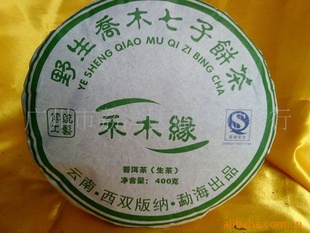 野生喬木七子餅茶
YE SHENG QIAO MU QI ZI BING CHA
禾木緣
普洱茶（生茶）
净含量：400克
云南·西双版纳·勐海出品